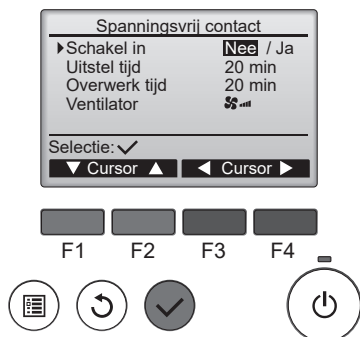 Spanningsvrij contact
Schakel in Nee / Ja
Uitstel tijd 20 min
Overwerk tijd 20 min
Ventilator
Selectie:
Cursor Cursor
F1 F2 F3 F4